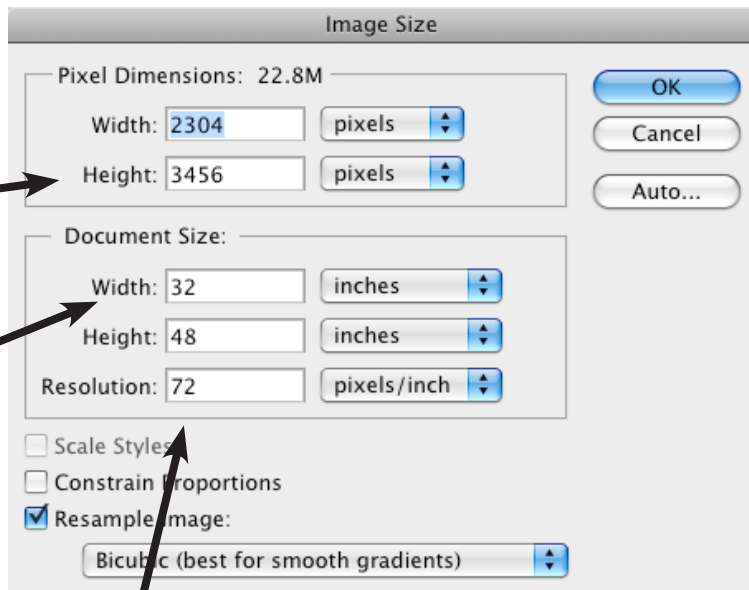 Image Size
Pixel Dimensions: 22.8M
Width: 2304 pixels
Height: 3456 pixels
OK
Cancel
Auto...
Document Size:
Width: 32 inches
Height: 48 inches
Resolution: 72 pixels/inch
Scale Styles
Constrain Proportions
Resample Image:
Bicubic (best for smooth gradients)